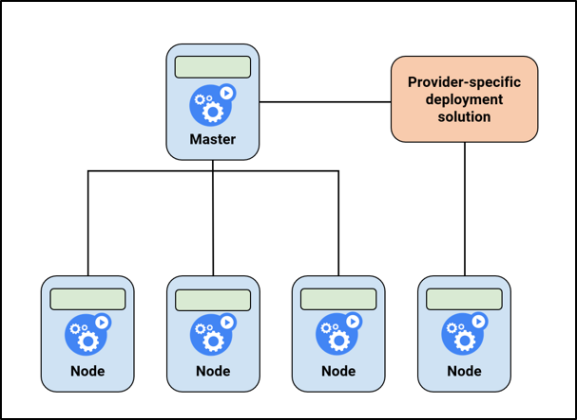 Provider-specific
deployment
solution
Master
Node
Node
Node
Node